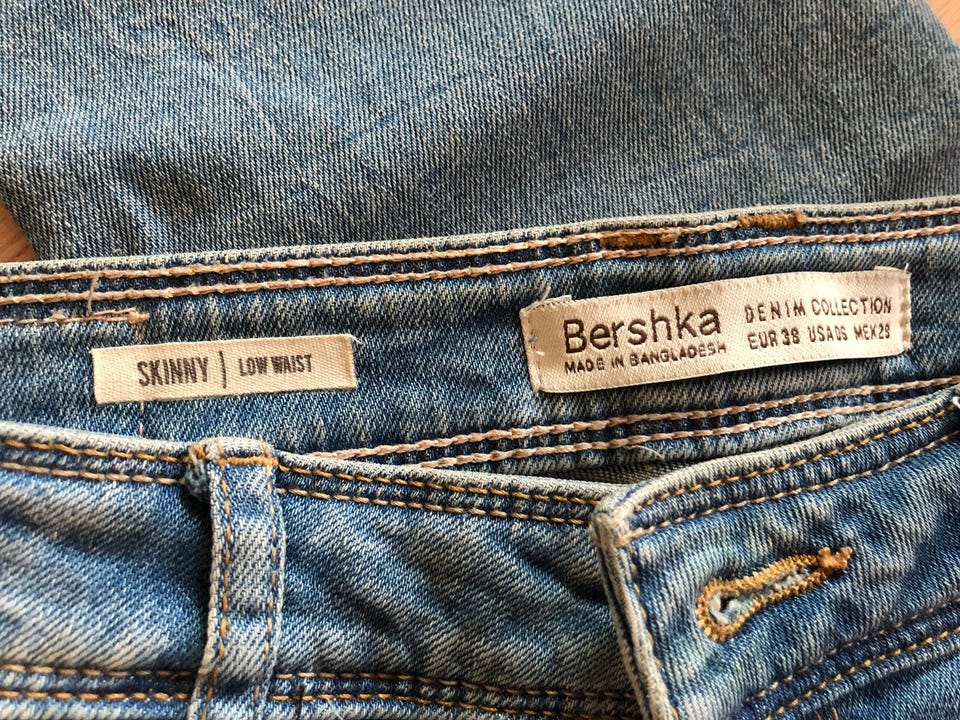 SKINNY | LOW WAIST
Bershka
MADE IN BANGLADESH
DENIM COLLECTION
EUR 38 USA 06 MEX 28